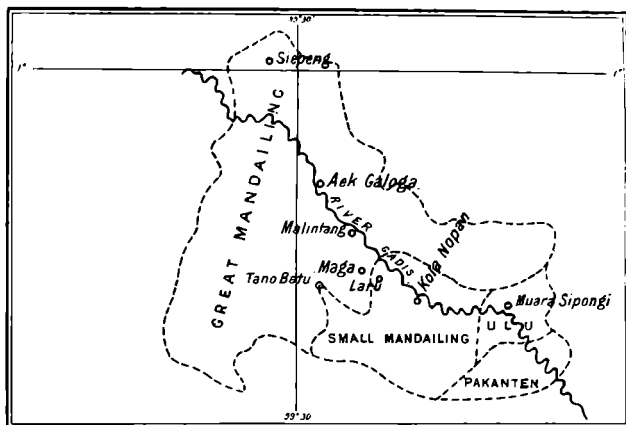 99°30'
1°
1°
Siepeng
GREAT MANDAILING
Aek Galoga
RIVER GADIS
Malintang
Kota Nopan
Maga
Laru
Tano Batu
Muara Sipongi
ULU
SMALL MANDAILING
PAKANTEN
99°30'